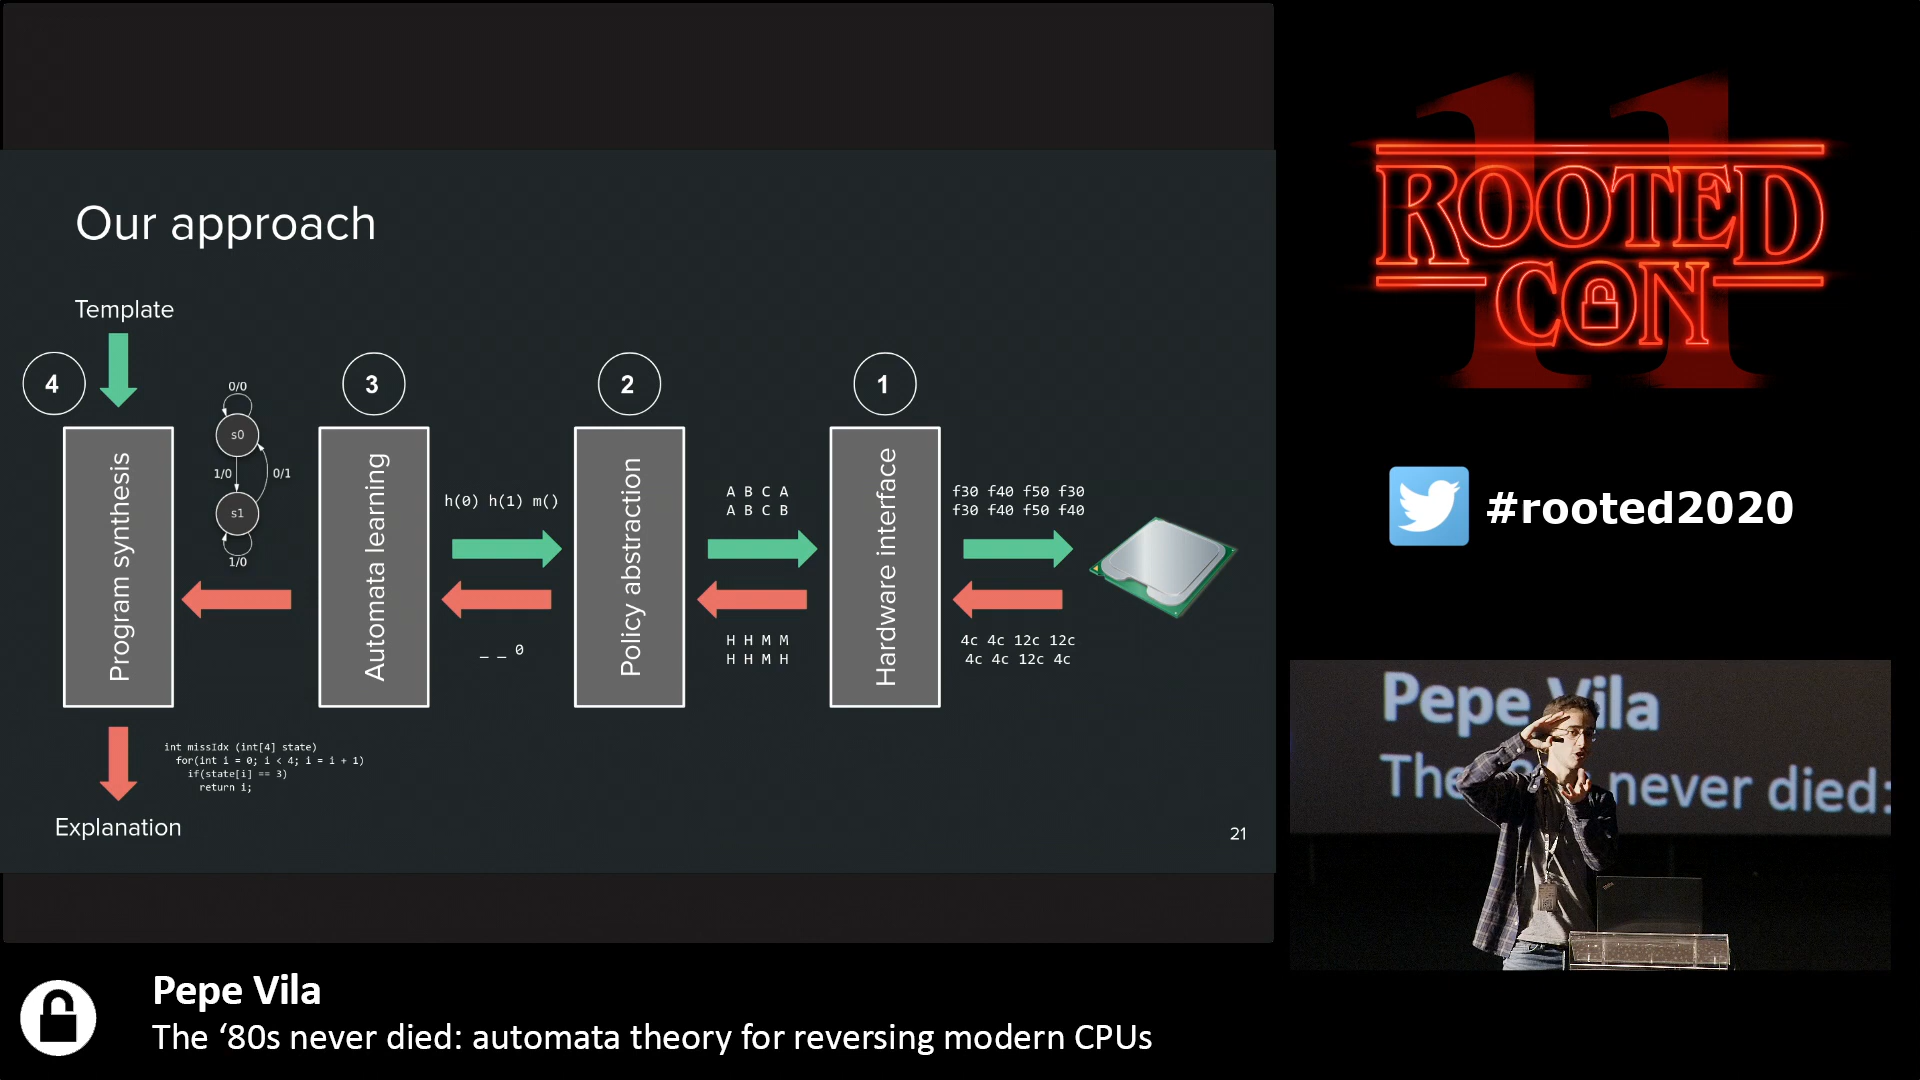 Our approach
Template
4
3
2
1
0/0
s0
1/0
0/1
s1
1/0
Program synthesis
Automata learning
Policy abstraction
Hardware interface
h(0) h(1) m()
_ _ 0
A B C A
A B C B
H H M M
H H M H
f30 f40 f50 f30
f30 f40 f50 f40
4c 4c 12c 12c
4c 4c 12c 4c
int missIdx (int[4] state)
for(int i = 0; i < 4; i = i + 1)
if(state[i] == 3)
return i;
Explanation
21
11
ROOTED
CON
#rooted2020
Pepe Vila
The never died:
Pepe Vila
The ‘80s never died: automata theory for reversing modern CPUs